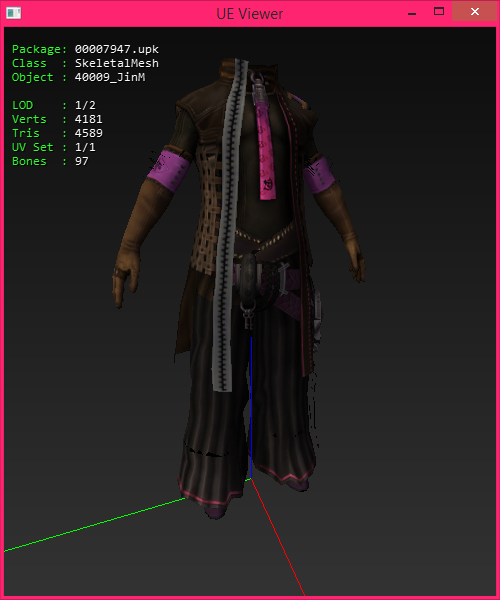 UE Viewer
Package: 00007947.upk
Class : SkeletalMesh
Object : 40009_JinM
LOD : 1/2
Verts : 4181
Tris : 4589
UV Set : 1/1
Bones : 97